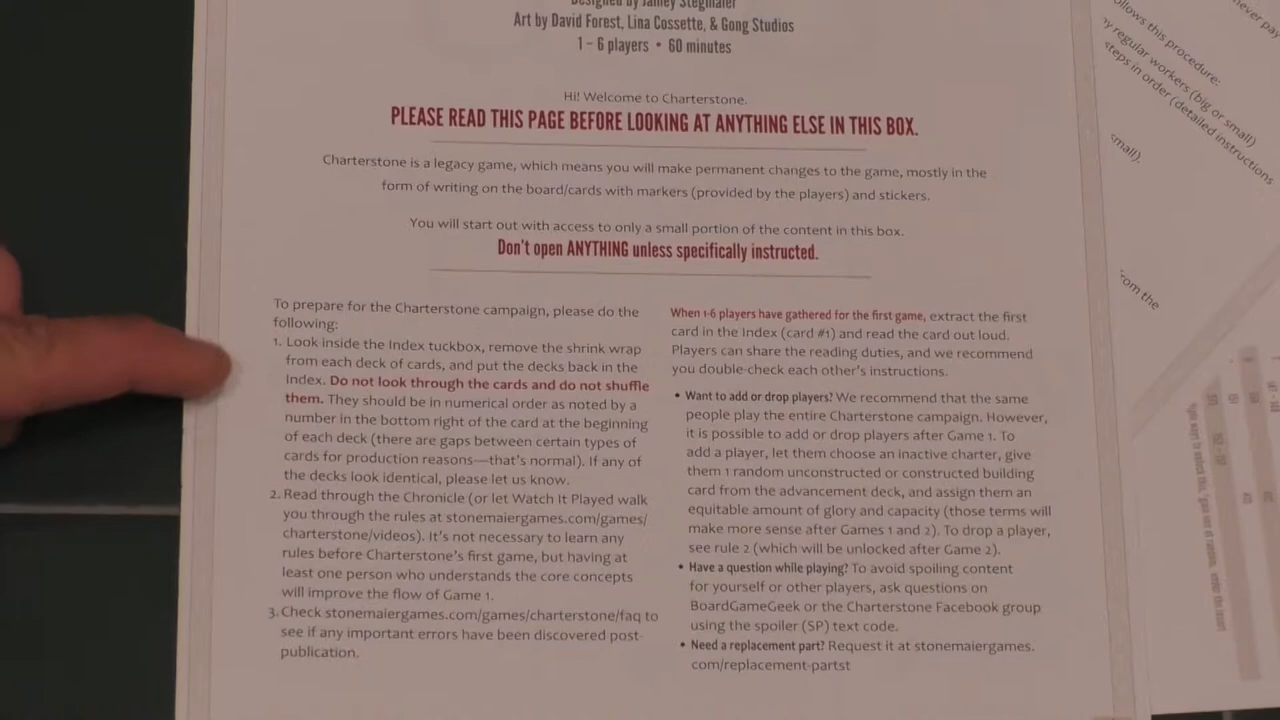 Designed by Jamey Stegmaier
Art by David Forest, Lina Cossette, & Gong Studios
1 – 6 players • 60 minutes
Hi! Welcome to Charterstone.
PLEASE READ THIS PAGE BEFORE LOOKING AT ANYTHING ELSE IN THIS BOX.
Charterstone is a legacy game, which means you will make permanent changes to the game, mostly in the
form of writing on the board/cards with markers (provided by the players) and stickers.
You will start out with access to only a small portion of the content in this box.
Don't open ANYTHING unless specifically instructed.
To prepare for the Charterstone campaign, please do the
following:
1. Look inside the Index tuckbox, remove the shrink wrap
from each deck of cards, and put the decks back in the
Index. Do not look through the cards and do not shuffle
them. They should be in numerical order as noted by a
number in the bottom right of the card at the beginning
of each deck (there are gaps between certain types of
cards for production reasons—that's normal). If any of
the decks look identical, please let us know.
2. Read through the Chronicle (or let Watch It Played walk
you through the rules at stonemaiergames.com/games/
charterstone/videos). It's not necessary to learn any
rules before Charterstone's first game, but having at
least one person who understands the core concepts
will improve the flow of Game 1.
3. Check stonemaiergames.com/games/charterstone/faq to
see if any important errors have been discovered post-
publication.
When 1-6 players have gathered for the first game, extract the first
card in the Index (card #1) and read the card out loud.
Players can share the reading duties, and we recommend
you double-check each other's instructions.
• Want to add or drop players? We recommend that the same
people play the entire Charterstone campaign. However,
it is possible to add or drop players after Game 1. To
add a player, let them choose an inactive charter, give
them 1 random unconstructed or constructed building
card from the advancement deck, and assign them an
equitable amount of glory and capacity (those terms will
make more sense after Games 1 and 2). To drop a player,
see rule 2 (which will be unlocked after Game 2).
• Have a question while playing? To avoid spoiling content
for yourself or other players, ask questions on
BoardGameGeek or the Charterstone Facebook group
using the spoiler (SP) text code.
• Need a replacement part? Request it at stonemaiergames.
com/replacement-partst
never pay
ollows this procedure:
y regular workers (big or small)
steps in order (detailed instructions
small).
rom the